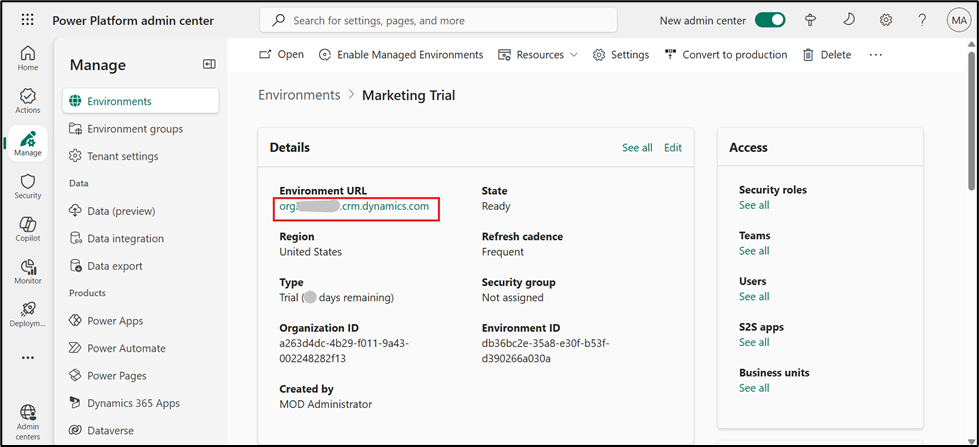 Power Platform admin center
Search for settings, pages, and more
New admin center
MA
Home
Actions
Manage
Security
Copilot
Monitor
Deploym...
Admin centers
Manage
Environments
Environment groups
Tenant settings
Data
Data (preview)
Data integration
Data export
Products
Power Apps
Power Automate
Power Pages
Dynamics 365 Apps
Dataverse
Open
Enable Managed Environments
Resources
Settings
Convert to production
Delete
...
Environments > Marketing Trial
Details
See all
Edit
Environment URL
org .crm.dynamics.com
State
Ready
Region
United States
Refresh cadence
Frequent
Type
Trial ( days remaining)
Security group
Not assigned
Organization ID
a263d4dc-4b29-f011-9a43-
002248282f13
Environment ID
db36bc2e-35a8-e30f-b53f-
d390266a030a
Created by
MOD Administrator
Access
Security roles
See all
Teams
See all
Users
See all
S2S apps
See all
Business units
See all